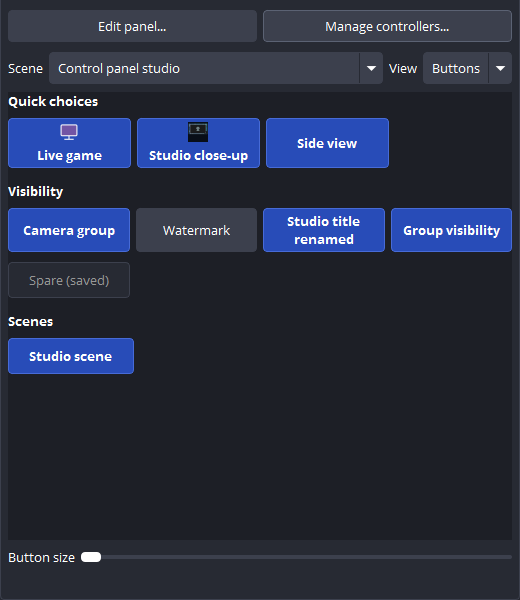 Edit panel...
Manage controllers...
Scene
Control panel studio
View
Buttons
Quick choices
Live game
Studio close-up
Side view
Visibility
Camera group
Watermark
Studio title
renamed
Group visibility
Spare (saved)
Scenes
Studio scene
Button size